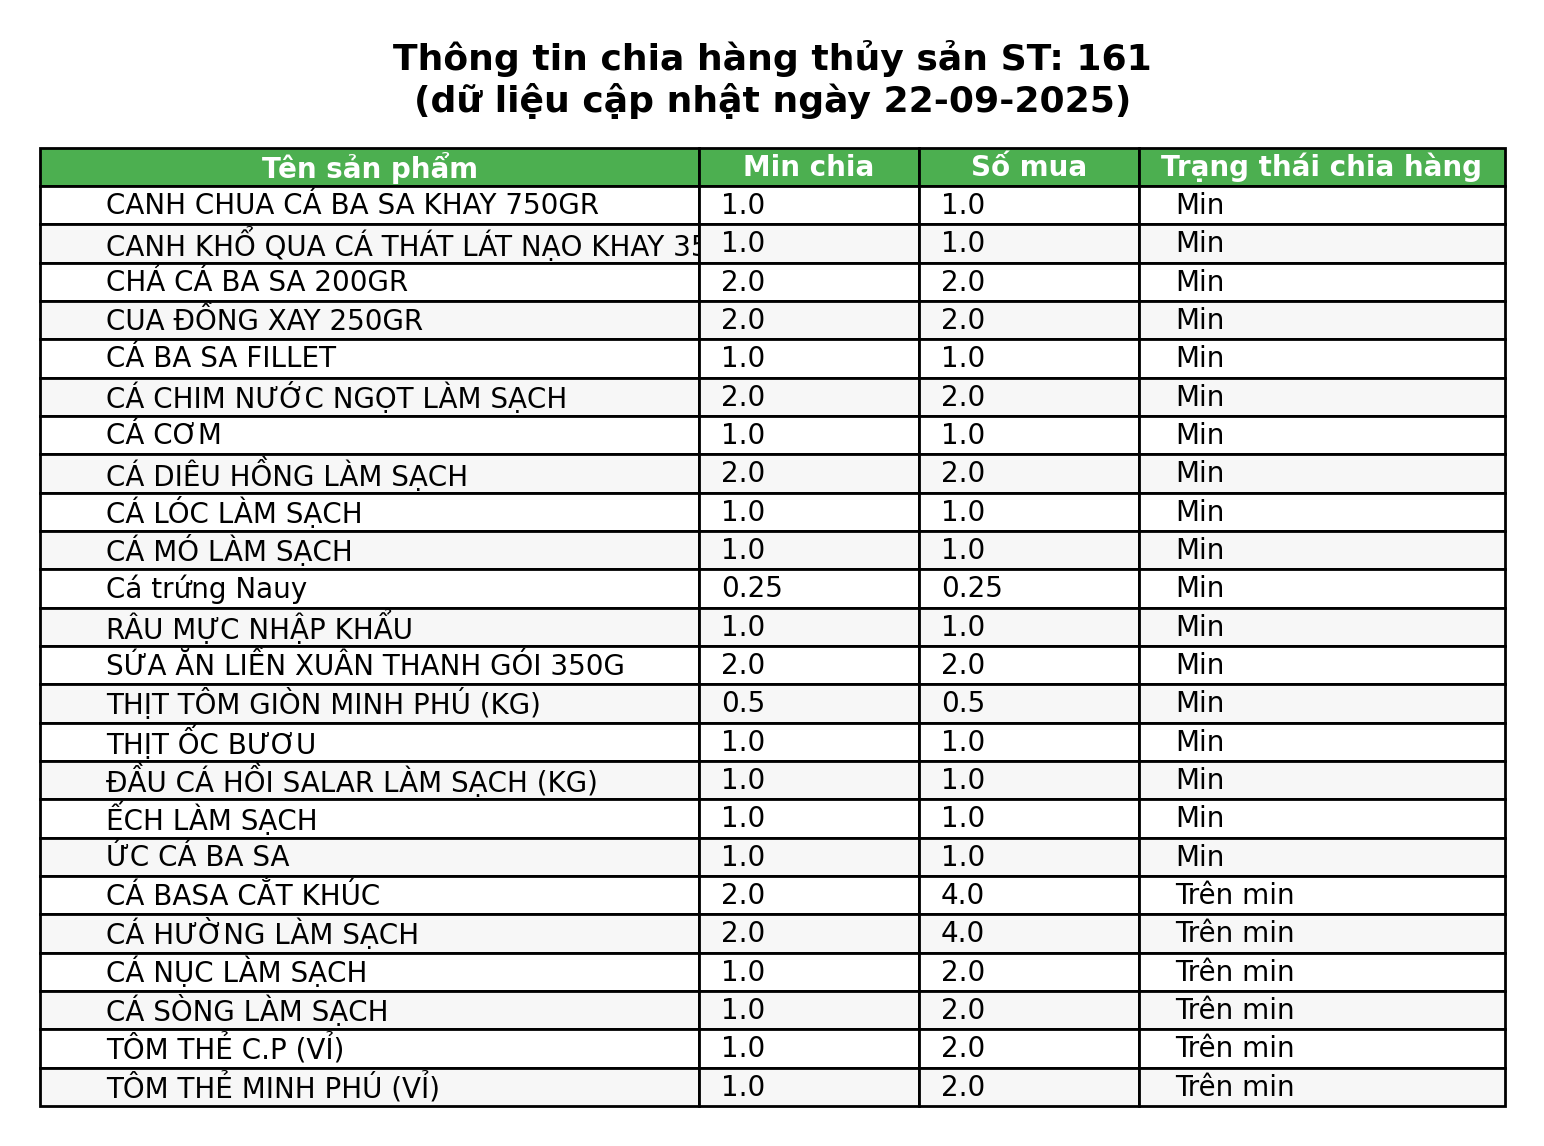 Thông tin chia hàng thủy sản ST: 161
(dữ liệu cập nhật ngày 22-09-2025)
Tên sản phẩm Min chia Số mua Trạng thái chia hàng
CANH CHUA CÁ BA SA KHAY 750GR 1.0 1.0 Min
CANH KHỔ QUA CÁ THÁT LÁT NẠO KHAY 35 1.0 1.0 Min
CHẢ CÁ BA SA 200GR 2.0 2.0 Min
CUA ĐỒNG XAY 250GR 2.0 2.0 Min
CÁ BA SA FILLET 1.0 1.0 Min
CÁ CHIM NƯỚC NGỌT LÀM SẠCH 2.0 2.0 Min
CÁ CƠM 1.0 1.0 Min
CÁ DIÊU HỒNG LÀM SẠCH 2.0 2.0 Min
CÁ LÓC LÀM SẠCH 1.0 1.0 Min
CÁ MÓ LÀM SẠCH 1.0 1.0 Min
Cá trứng Nauy 0.25 0.25 Min
RÂU MỰC NHẬP KHẨU 1.0 1.0 Min
SỨA ĂN LIỀN XUÂN THANH GÓI 350G 2.0 2.0 Min
THỊT TÔM GIÒN MINH PHÚ (KG) 0.5 0.5 Min
THỊT ỐC BƯƠU 1.0 1.0 Min
ĐẦU CÁ HỒI SALAR LÀM SẠCH (KG) 1.0 1.0 Min
ẾCH LÀM SẠCH 1.0 1.0 Min
ỨC CÁ BA SA 1.0 1.0 Min
CÁ BASA CẮT KHÚC 2.0 4.0 Trên min
CÁ HƯỜNG LÀM SẠCH 2.0 4.0 Trên min
CÁ NỤC LÀM SẠCH 1.0 2.0 Trên min
CÁ SÒNG LÀM SẠCH 1.0 2.0 Trên min
TÔM THẺ C.P (VỈ) 1.0 2.0 Trên min
TÔM THẺ MINH PHÚ (VỈ) 1.0 2.0 Trên min